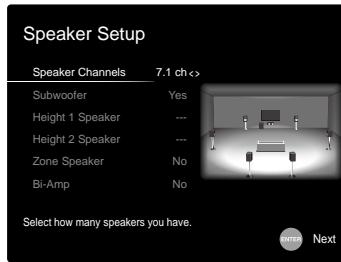 Speaker Setup
Speaker Channels 7.1 ch<>
Subwoofer Yes
Height 1 Speaker ---
Height 2 Speaker ---
Zone Speaker No
Bi-Amp No
Select how many speakers you have.
ENTER Next